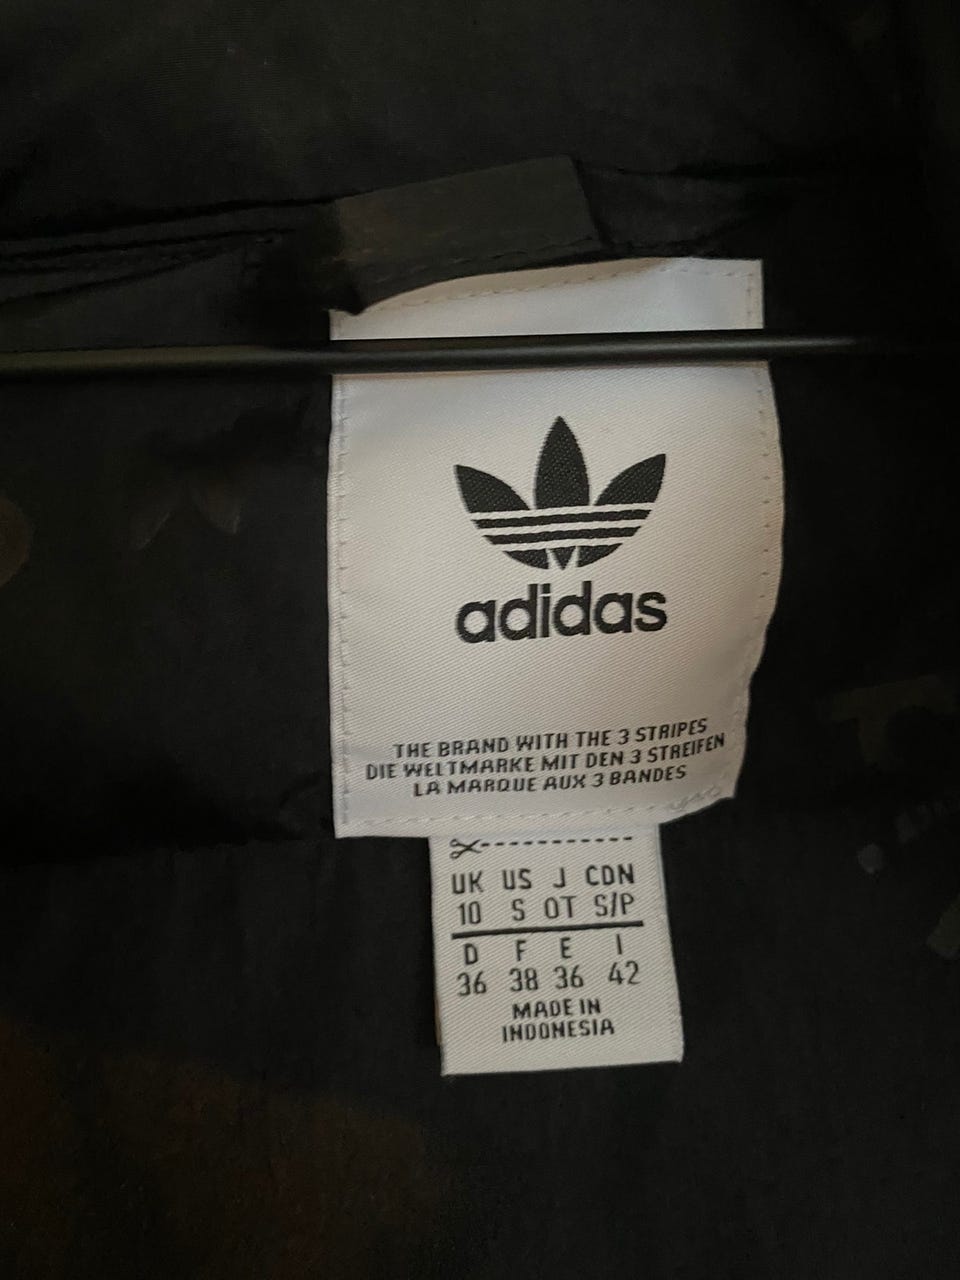 adidas
THE BRAND WITH THE 3 STRIPES
DIE WELTMARKE MIT DEN 3 STREIFEN
LA MARQUE AUX 3 BANDES
UK US J CDN
10 S OT S/P
D F E I
36 38 36 42
MADE IN
INDONESIA